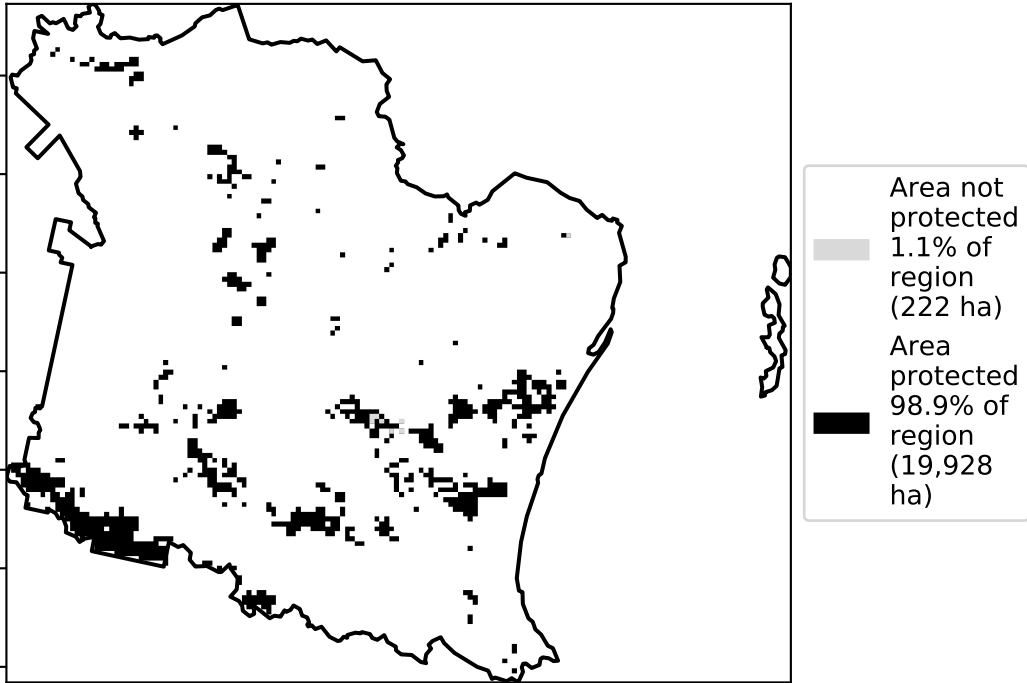 Area not
protected
1.1% of
region
(222 ha)
Area
protected
98.9% of
region
(19,928
ha)